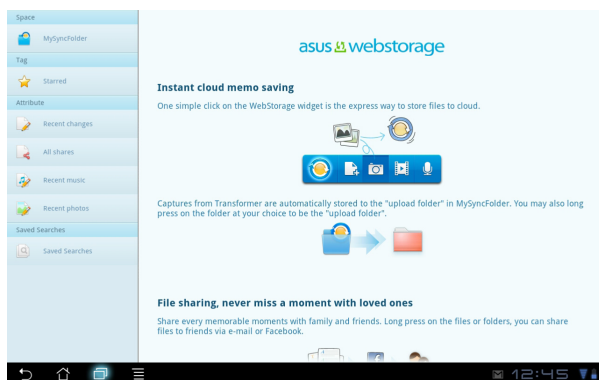 Space
MySyncFolder
Tag
Starred
Attribute
Recent changes
All shares
Recent music
Recent photos
Saved Searches
Saved Searches
asus webstorage
Instant cloud memo saving
One simple click on the WebStorage widget is the express way to store files to cloud.
Captures from Transformer are automatically stored to the "upload folder" in MySyncFolder. You may also long
press on the folder at your choice to be the "upload folder".
File sharing, never miss a moment with loved ones
Share every memorable moments with family and friends. Long press on the files or folders, you can share
files to friends via e-mail or Facebook.
12:45